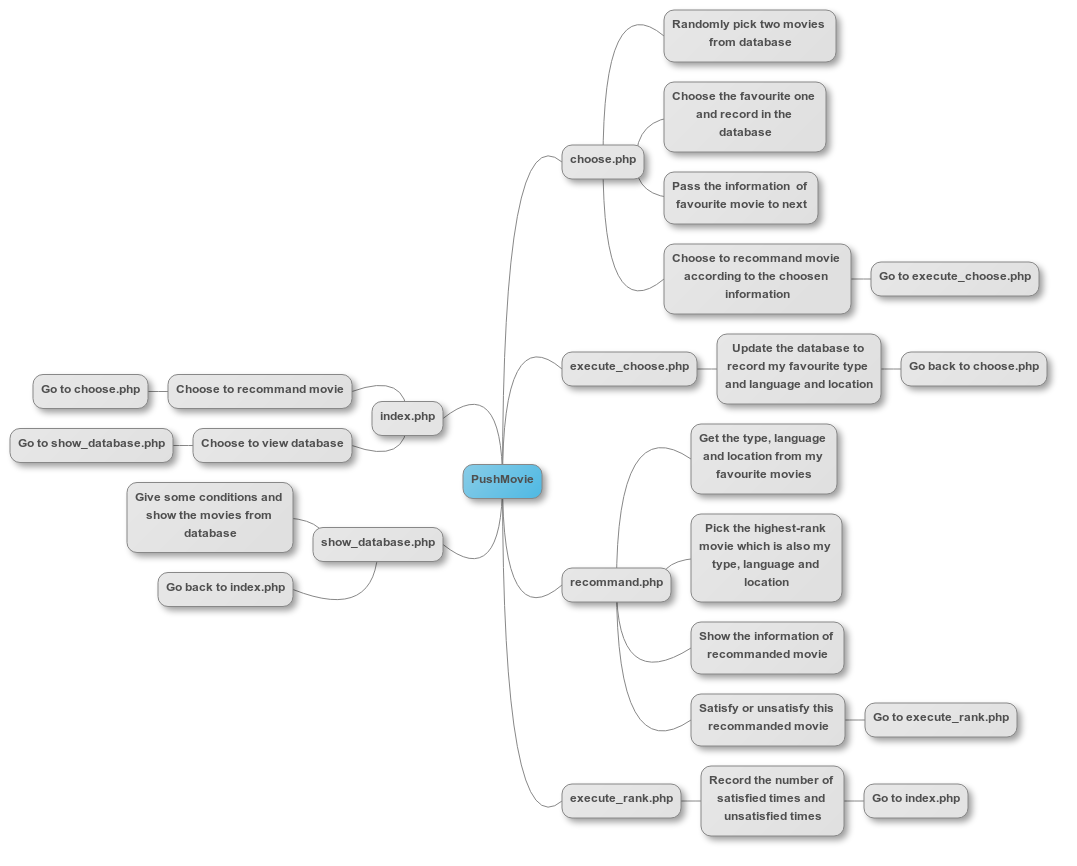 PushMovie
choose.php
Randomly pick two movies
from database
Choose the favourite one
and record in the
database
Pass the information  of
favourite movie to next
Choose to recommand movie
according to the choosen
information
Go to execute_choose.php
execute_choose.php
Update the database to
record my favourite type
and language and location
Go back to choose.php
recommand.php
Get the type, language
and location from my
favourite movies
Pick the highest-rank
movie which is also my
type, language and
location
Show the information of
recommanded movie
Satisfy or unsatisfy this
recommanded movie
Go to execute_rank.php
execute_rank.php
Record the number of
satisfied times and
unsatisfied times
Go to index.php
index.php
Choose to recommand movie
Go to choose.php
Choose to view database
Go to show_database.php
show_database.php
Give some conditions and
show the movies from
database
Go back to index.php